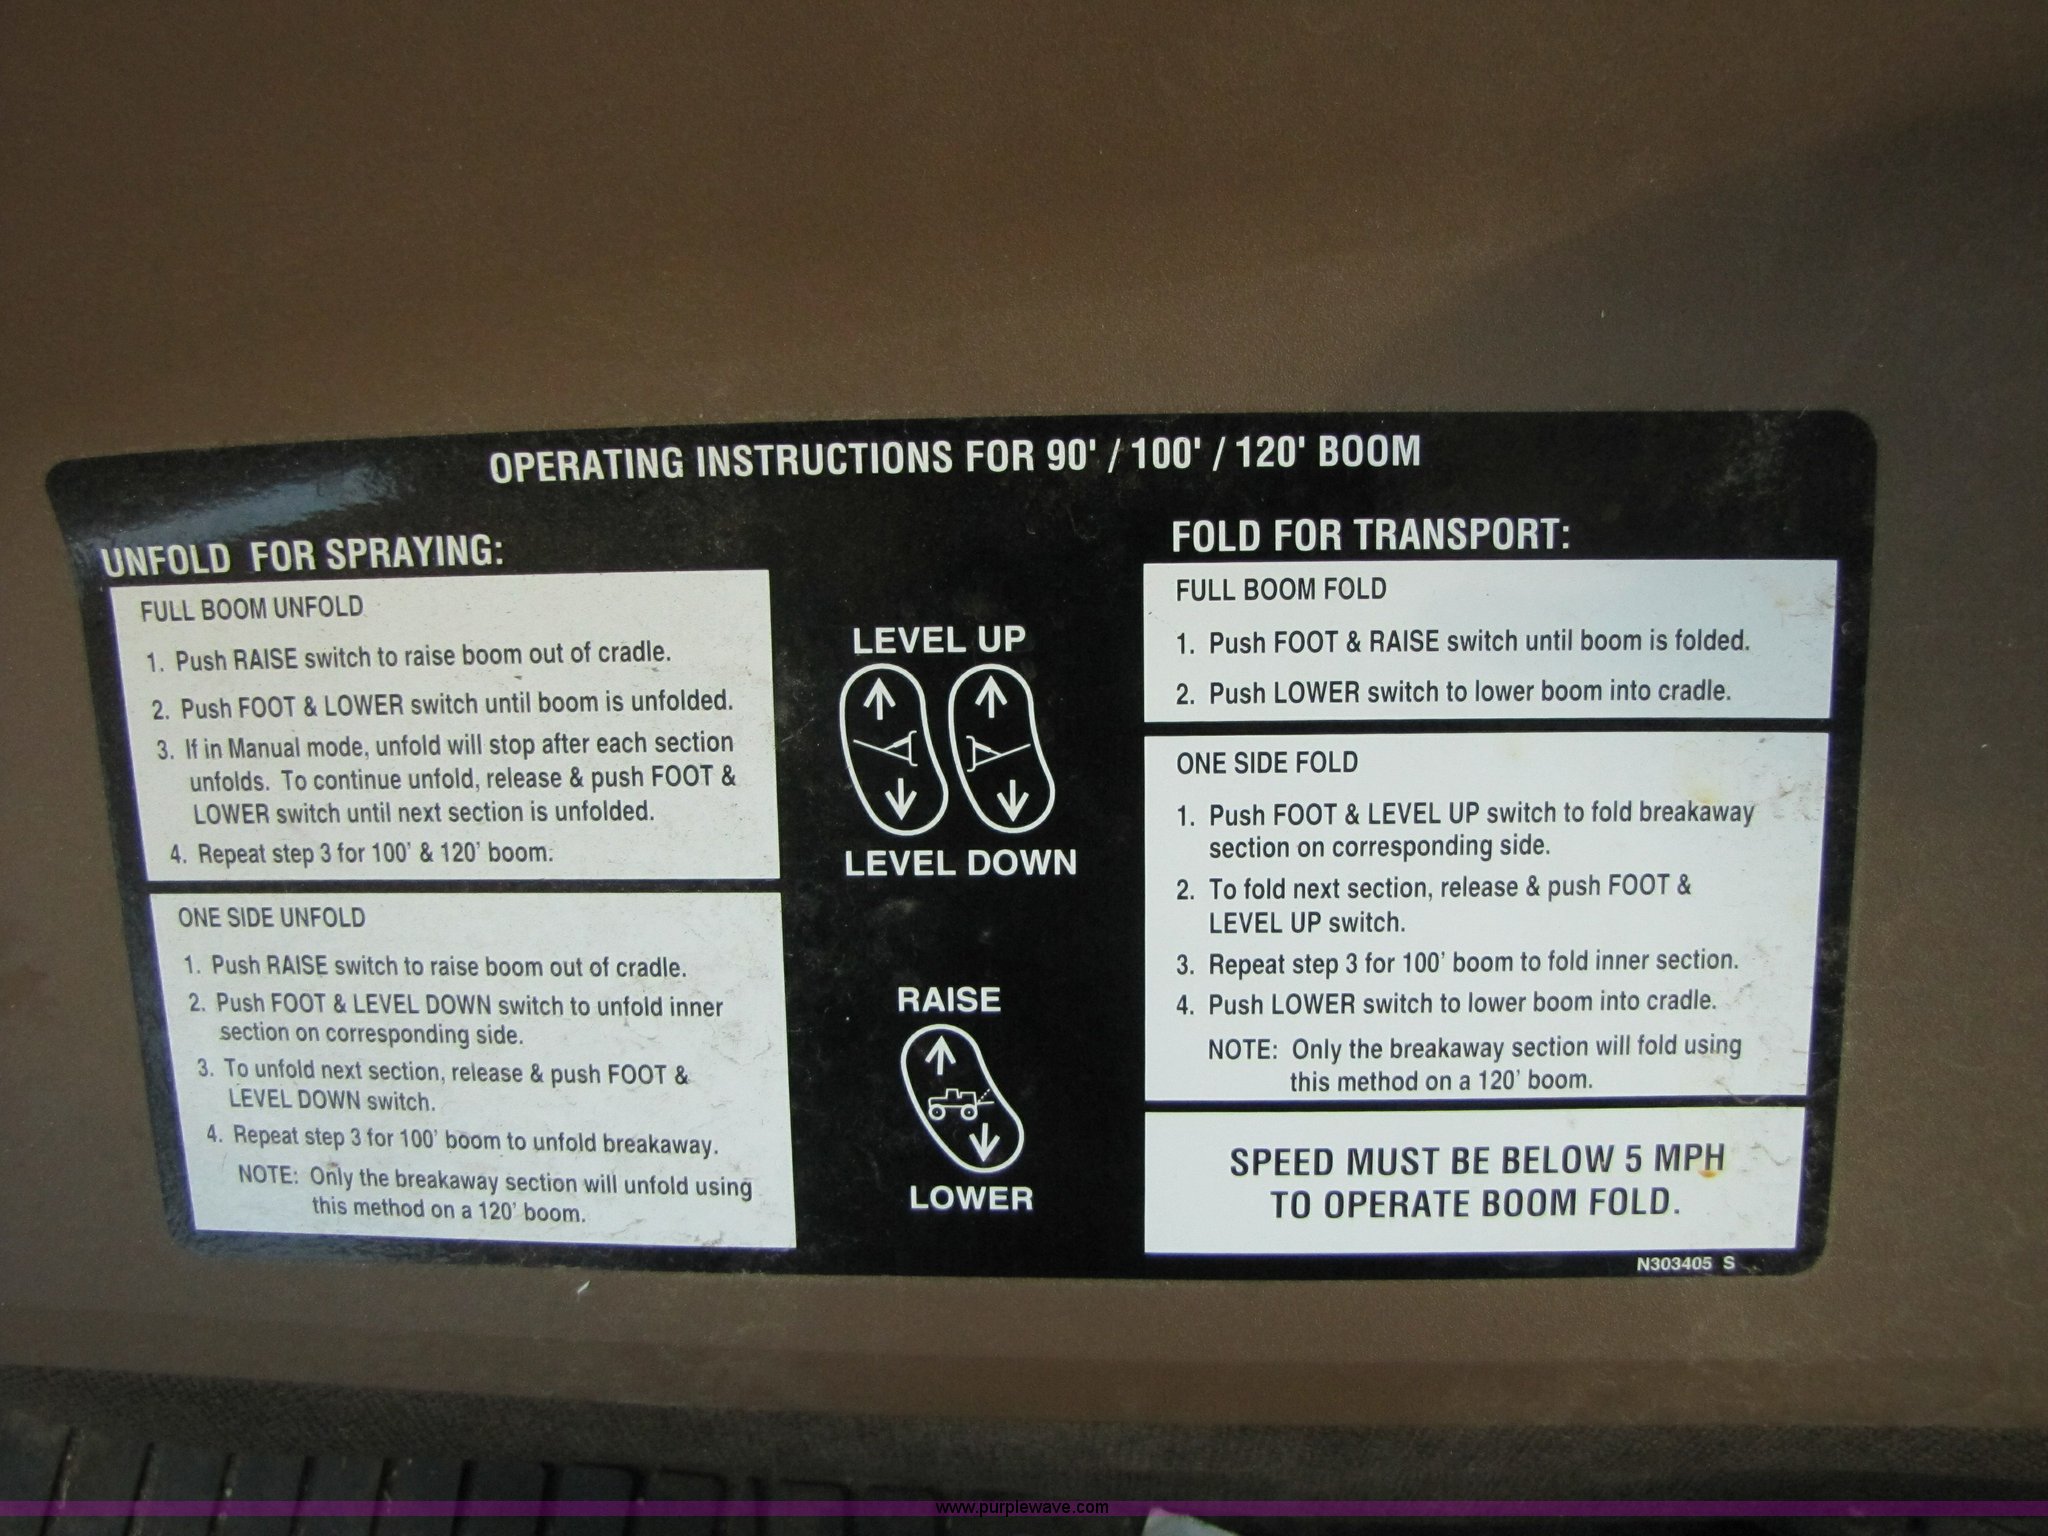 OPERATING INSTRUCTIONS FOR 90' / 100' / 120' BOOM
UNFOLD FOR SPRAYING:
FULL BOOM UNFOLD
1. Push RAISE switch to raise boom out of cradle.
2. Push FOOT & LOWER switch until boom is unfolded.
3. If in Manual mode, unfold will stop after each section
unfolds. To continue unfold, release & push FOOT &
LOWER switch until next section is unfolded.
4. Repeat step 3 for 100' & 120' boom.
ONE SIDE UNFOLD
1. Push RAISE switch to raise boom out of cradle.
2. Push FOOT & LEVEL DOWN switch to unfold inner
section on corresponding side.
3. To unfold next section, release & push FOOT &
LEVEL DOWN switch.
4. Repeat step 3 for 100' boom to unfold breakaway.
NOTE: Only the breakaway section will unfold using
this method on a 120' boom.
LEVEL UP
LEVEL DOWN
RAISE
LOWER
FOLD FOR TRANSPORT:
FULL BOOM FOLD
1. Push FOOT & RAISE switch until boom is folded.
2. Push LOWER switch to lower boom into cradle.
ONE SIDE FOLD
1. Push FOOT & LEVEL UP switch to fold breakaway
section on corresponding side.
2. To fold next section, release & push FOOT &
LEVEL UP switch.
3. Repeat step 3 for 100' boom to fold inner section.
4. Push LOWER switch to lower boom into cradle.
NOTE: Only the breakaway section will fold using
this method on a 120' boom.
SPEED MUST BE BELOW 5 MPH
TO OPERATE BOOM FOLD.
N303405 S
www.purplewave.com